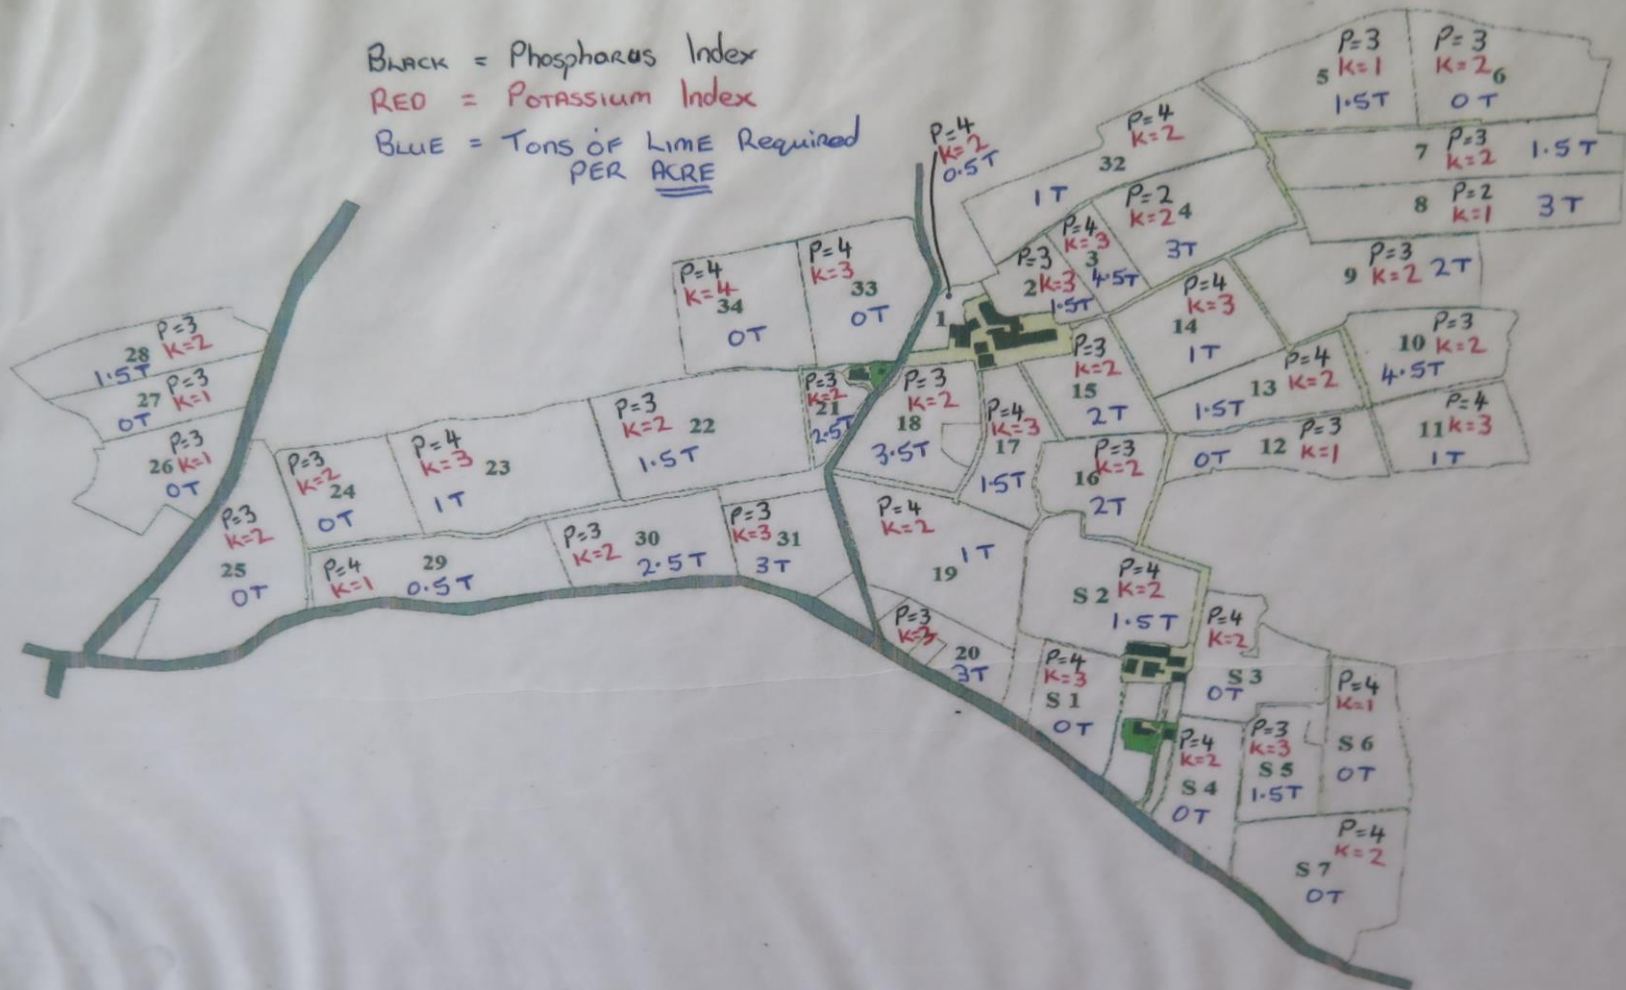 BLACK = Phosphorus Index
RED = POTASSIUM Index
BLUE = TONS OF LIME Required
PER ACRE
P=4
K=2
0.5T
1
P=3
K=1
5
1.5T
P=3
K=2
6
0T
P=4
K=2
32
1T
7
P=3
K=2
1.5T
8
P=2
K=1
3T
P=2
K=2
4
3T
P=4
K=3
3
4.5T
P=3
2
K=3
1.5T
P=3
9
K=2
2T
P=4
K=4
34
0T
P=4
K=3
33
0T
P=4
K=3
14
1T
P=3
10
K=2
4.5T
P=3
28
K=2
1.5T
P=3
27
K=1
0T
P=3
26
K=1
0T
P=3
K=2
15
2T
P=4
13
K=2
1.5T
P=3
K=2
21
2.5T
P=3
K=2
18
3.5T
P=4
K=3
17
1.5T
P=3
K=2
16
2T
P=3
12
K=1
0T
P=4
11
K=3
1T
P=3
K=2
22
1.5T
P=4
K=3
23
1T
P=3
K=2
24
0T
P=3
K=2
25
0T
P=4
K=1
29
0.5T
P=3
K=2
30
2.5T
P=3
K=3
31
3T
P=4
K=2
1T
19
P=3
K=3
20
3T
P=4
S 2
K=2
1.5T
P=4
K=2
S 3
0T
P=4
K=3
S 1
0T
P=4
K=2
S 4
0T
P=3
K=3
S 5
1.5T
P=4
K=1
S 6
0T
P=4
K=2
S 7
0T